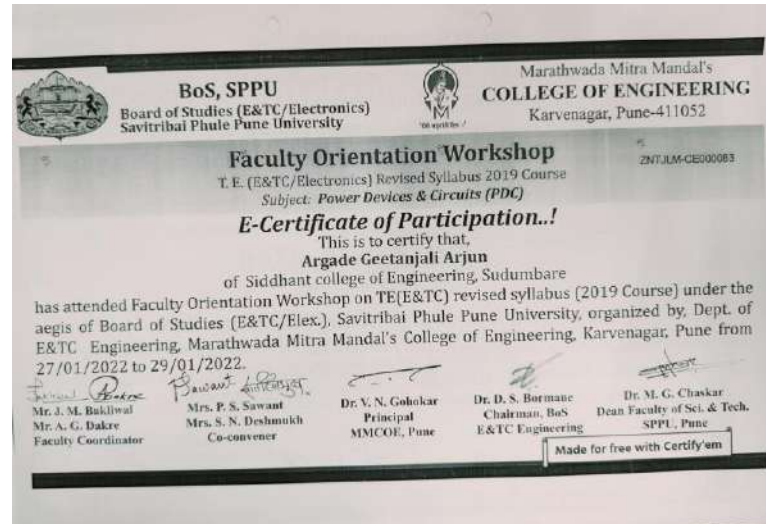 BoS, SPPU
Board of Studies (E&TC/Electronics)
Savitribai Phule Pune University
Marathwada Mitra Mandal's
COLLEGE OF ENGINEERING
Karvenagar, Pune-411052
Faculty Orientation Workshop
ZNTJLM-CE000083
T. E. (E&TC/Electronics) Revised Syllabus 2019 Course
Subject: Power Devices & Circuits (PDC)
E-Certificate of Participation..!
This is to certify that,
Argade Geetanjali Arjun
of Siddhant college of Engineering, Sudumbare
has attended Faculty Orientation Workshop on TE(E&TC) revised syllabus (2019 Course) under the
aegis of Board of Studies (E&TC/Elex.), Savitribai Phule Pune University, organized by, Dept. of
E&TC Engineering, Marathwada Mitra Mandal's College of Engineering, Karvenagar, Pune from
27/01/2022 to 29/01/2022.
Sawant
Mr. J. M. Bakliwal
Mr. A. G. Dakre
Faculty Coordinator
Mrs. P. S. Sawant
Mrs. S. N. Deshmukh
Co-convener
Dr. V. N. Gohokar
Principal
MMCOE, Pune
Dr. D. S. Bormane
Chairman, BoS
E&TC Engineering
Dr. M. G. Chaskar
Dean Faculty of Sci. & Tech.
SPPU, Pune
Made for free with Certify'em